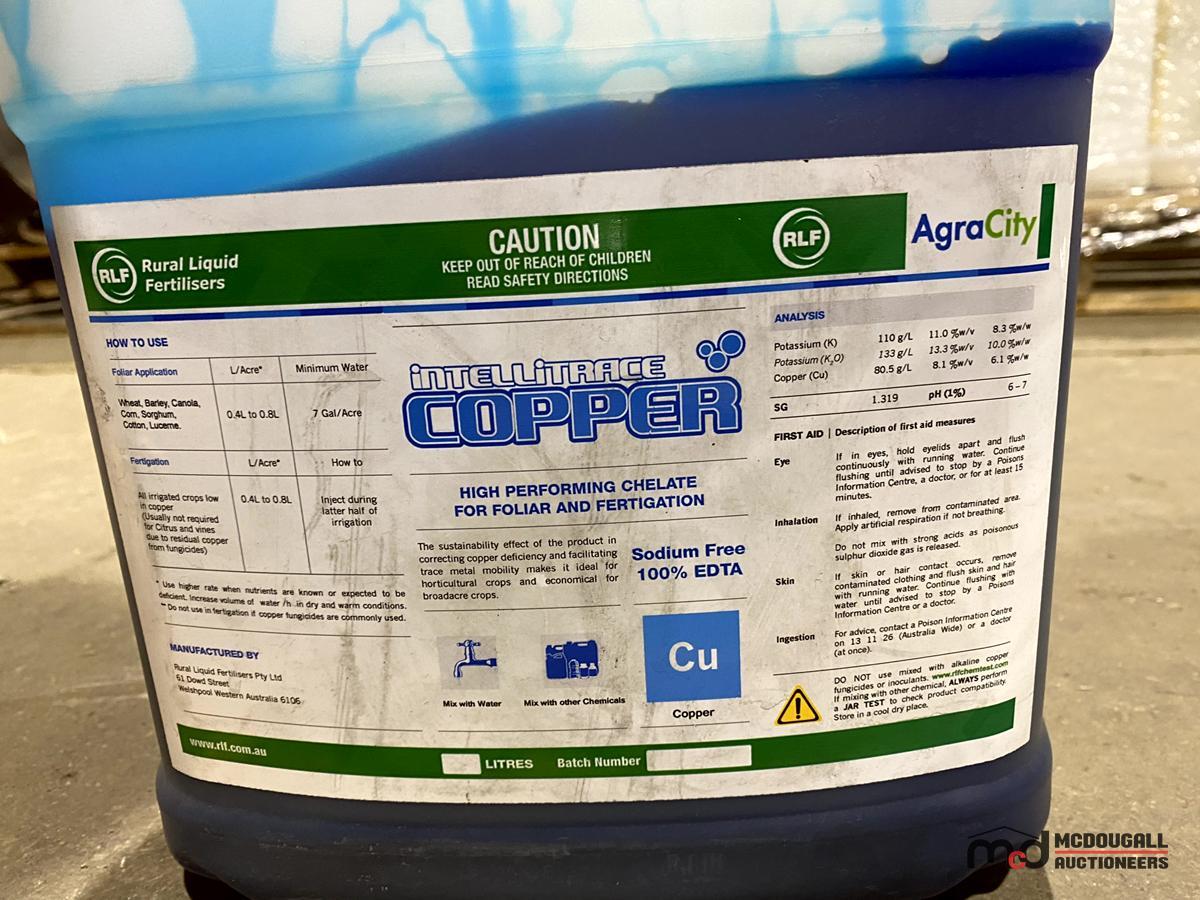 RLF
Rural Liquid
Fertilisers
CAUTION
KEEP OUT OF REACH OF CHILDREN
READ SAFETY DIRECTIONS
RLF
AgraCity
HOW TO USE
Foliar Application L/Acre* Minimum Water
Wheat, Barley, Canola,
Corn, Sorghum,
Cotton, Lucerne.
0.4L to 0.8L 7 Gal/Acre
Fertigation L/Acre* How to
All irrigated crops low
in copper
(Usually not required
for Citrus and vines
due to residual copper
from fungicides)
0.4L to 0.8L
Inject during
latter half of
irrigation
* Use higher rate when nutrients are known or expected to be
deficient. Increase volume of water /h in dry and warm conditions.
** Do not use in fertigation if copper fungicides are commonly used.
MANUFACTURED BY
Rural Liquid Fertilisers Pty Ltd
61 Dowd Street
Welshpool Western Australia 6106
INTELLITRACE
COPPER
HIGH PERFORMING CHELATE
FOR FOLIAR AND FERTIGATION
The sustainability effect of the product in
correcting copper deficiency and facilitating
trace metal mobility makes it ideal for
horticultural crops and economical for
broadacre crops.
Sodium Free
100% EDTA
Mix with Water
Mix with other Chemicals
Cu
Copper
ANALYSIS
Potassium (K) 110 g/L 11.0 %w/v 8.3 %w/w
Potassium (K2O) 133 g/L 13.3 %w/v 10.0 %w/w
Copper (Cu) 80.5 g/L 8.1 %w/v 6.1 %w/w
SG 1.319 pH (1%) 6 - 7
FIRST AID | Description of first aid measures
Eye
If in eyes, hold eyelids apart and flush
continuously with running water. Continue
flushing until advised to stop by a Poisons
Information Centre, a doctor, or for at least 15
minutes.
Inhalation
If inhaled, remove from contaminated area.
Apply artificial respiration if not breathing.
Do not mix with strong acids as poisonous
sulphur dioxide gas is released.
Skin
If skin or hair contact occurs, remove
contaminated clothing and flush skin and hair
with running water. Continue flushing with
water until advised to stop by a Poisons
Information Centre or a doctor.
Ingestion
For advice, contact a Poison Information Centre
on 13 11 26 (Australia Wide) or a doctor
(at once).
DO NOT use mixed with alkaline copper
fungicides or inoculants. www.rlfchemtest.com
If mixing with other chemical, ALWAYS perform
a JAR TEST to check product compatibility.
Store in a cool dry place.
www.rlf.com.au
LITRES Batch Number
mcd
MCDOUGALL
AUCTIONEERS